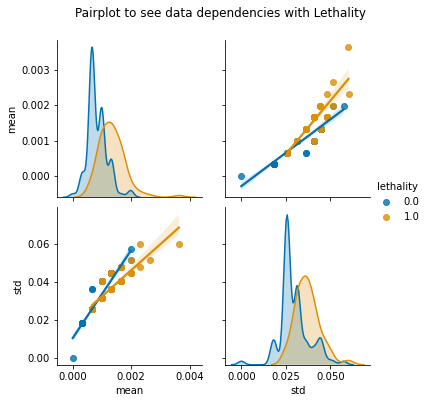 Pairplot to see data dependencies with Lethality
0.003
0.002
0.001
0.000
mean
lethality
0.0
1.0
0.06
0.04
0.02
0.00
std
0.000 0.002 0.004
mean
0.000 0.025 0.050
std